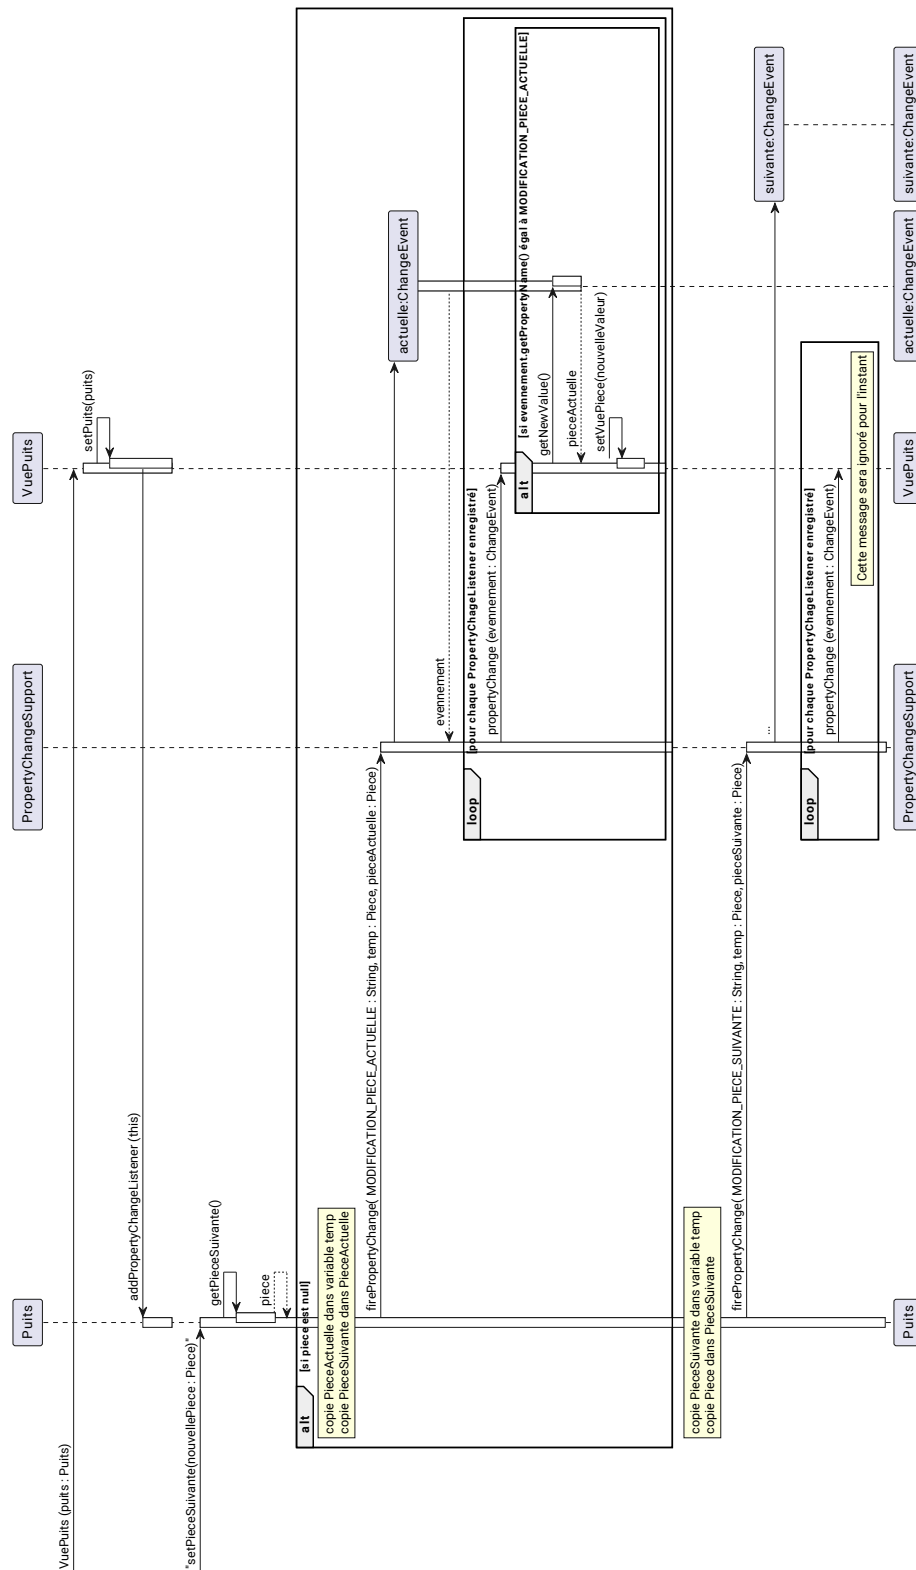 Puits
PropertyChangeSupport
VuePuits
VuePuits (puits : Puits)
setPuits(puits)
addPropertyChangeListener (this)
"setPieceSuivante(nouvellePiece : Piece)"
getPieceSuivante()
piece
alt
[si piece est null]
copie PieceActuelle dans variable temp
copie PieceSuivante dans PieceActuelle
firePropertyChange( MODIFICATION_PIECE_ACTUELLE : String, temp : Piece, pieceActuelle : Piece)
actuelle:ChangeEvent
evennement
loop
[pour chaque PropertyChageListener enregistré]
propertyChange (evennement : ChangeEvent)
alt
[si evennement.getPropertyName() égal à MODIFICATION_PIECE_ACTUELLE]
getNewValue()
pieceActuelle
setVuePiece(nouvelleValeur)
copie PieceSuivante dans variable temp
copie Piece dans PieceSuivante
firePropertyChange( MODIFICATION_PIECE_SUIVANTE : String, temp : Piece, pieceSuivante : Piece)
...
suivante:ChangeEvent
loop
[pour chaque PropertyChageListener enregistré]
propertyChange (evennement : ChangeEvent)
Cette message sera ignoré pour l'instant
Puits
PropertyChangeSupport
VuePuits
actuelle:ChangeEvent
suivante:ChangeEvent